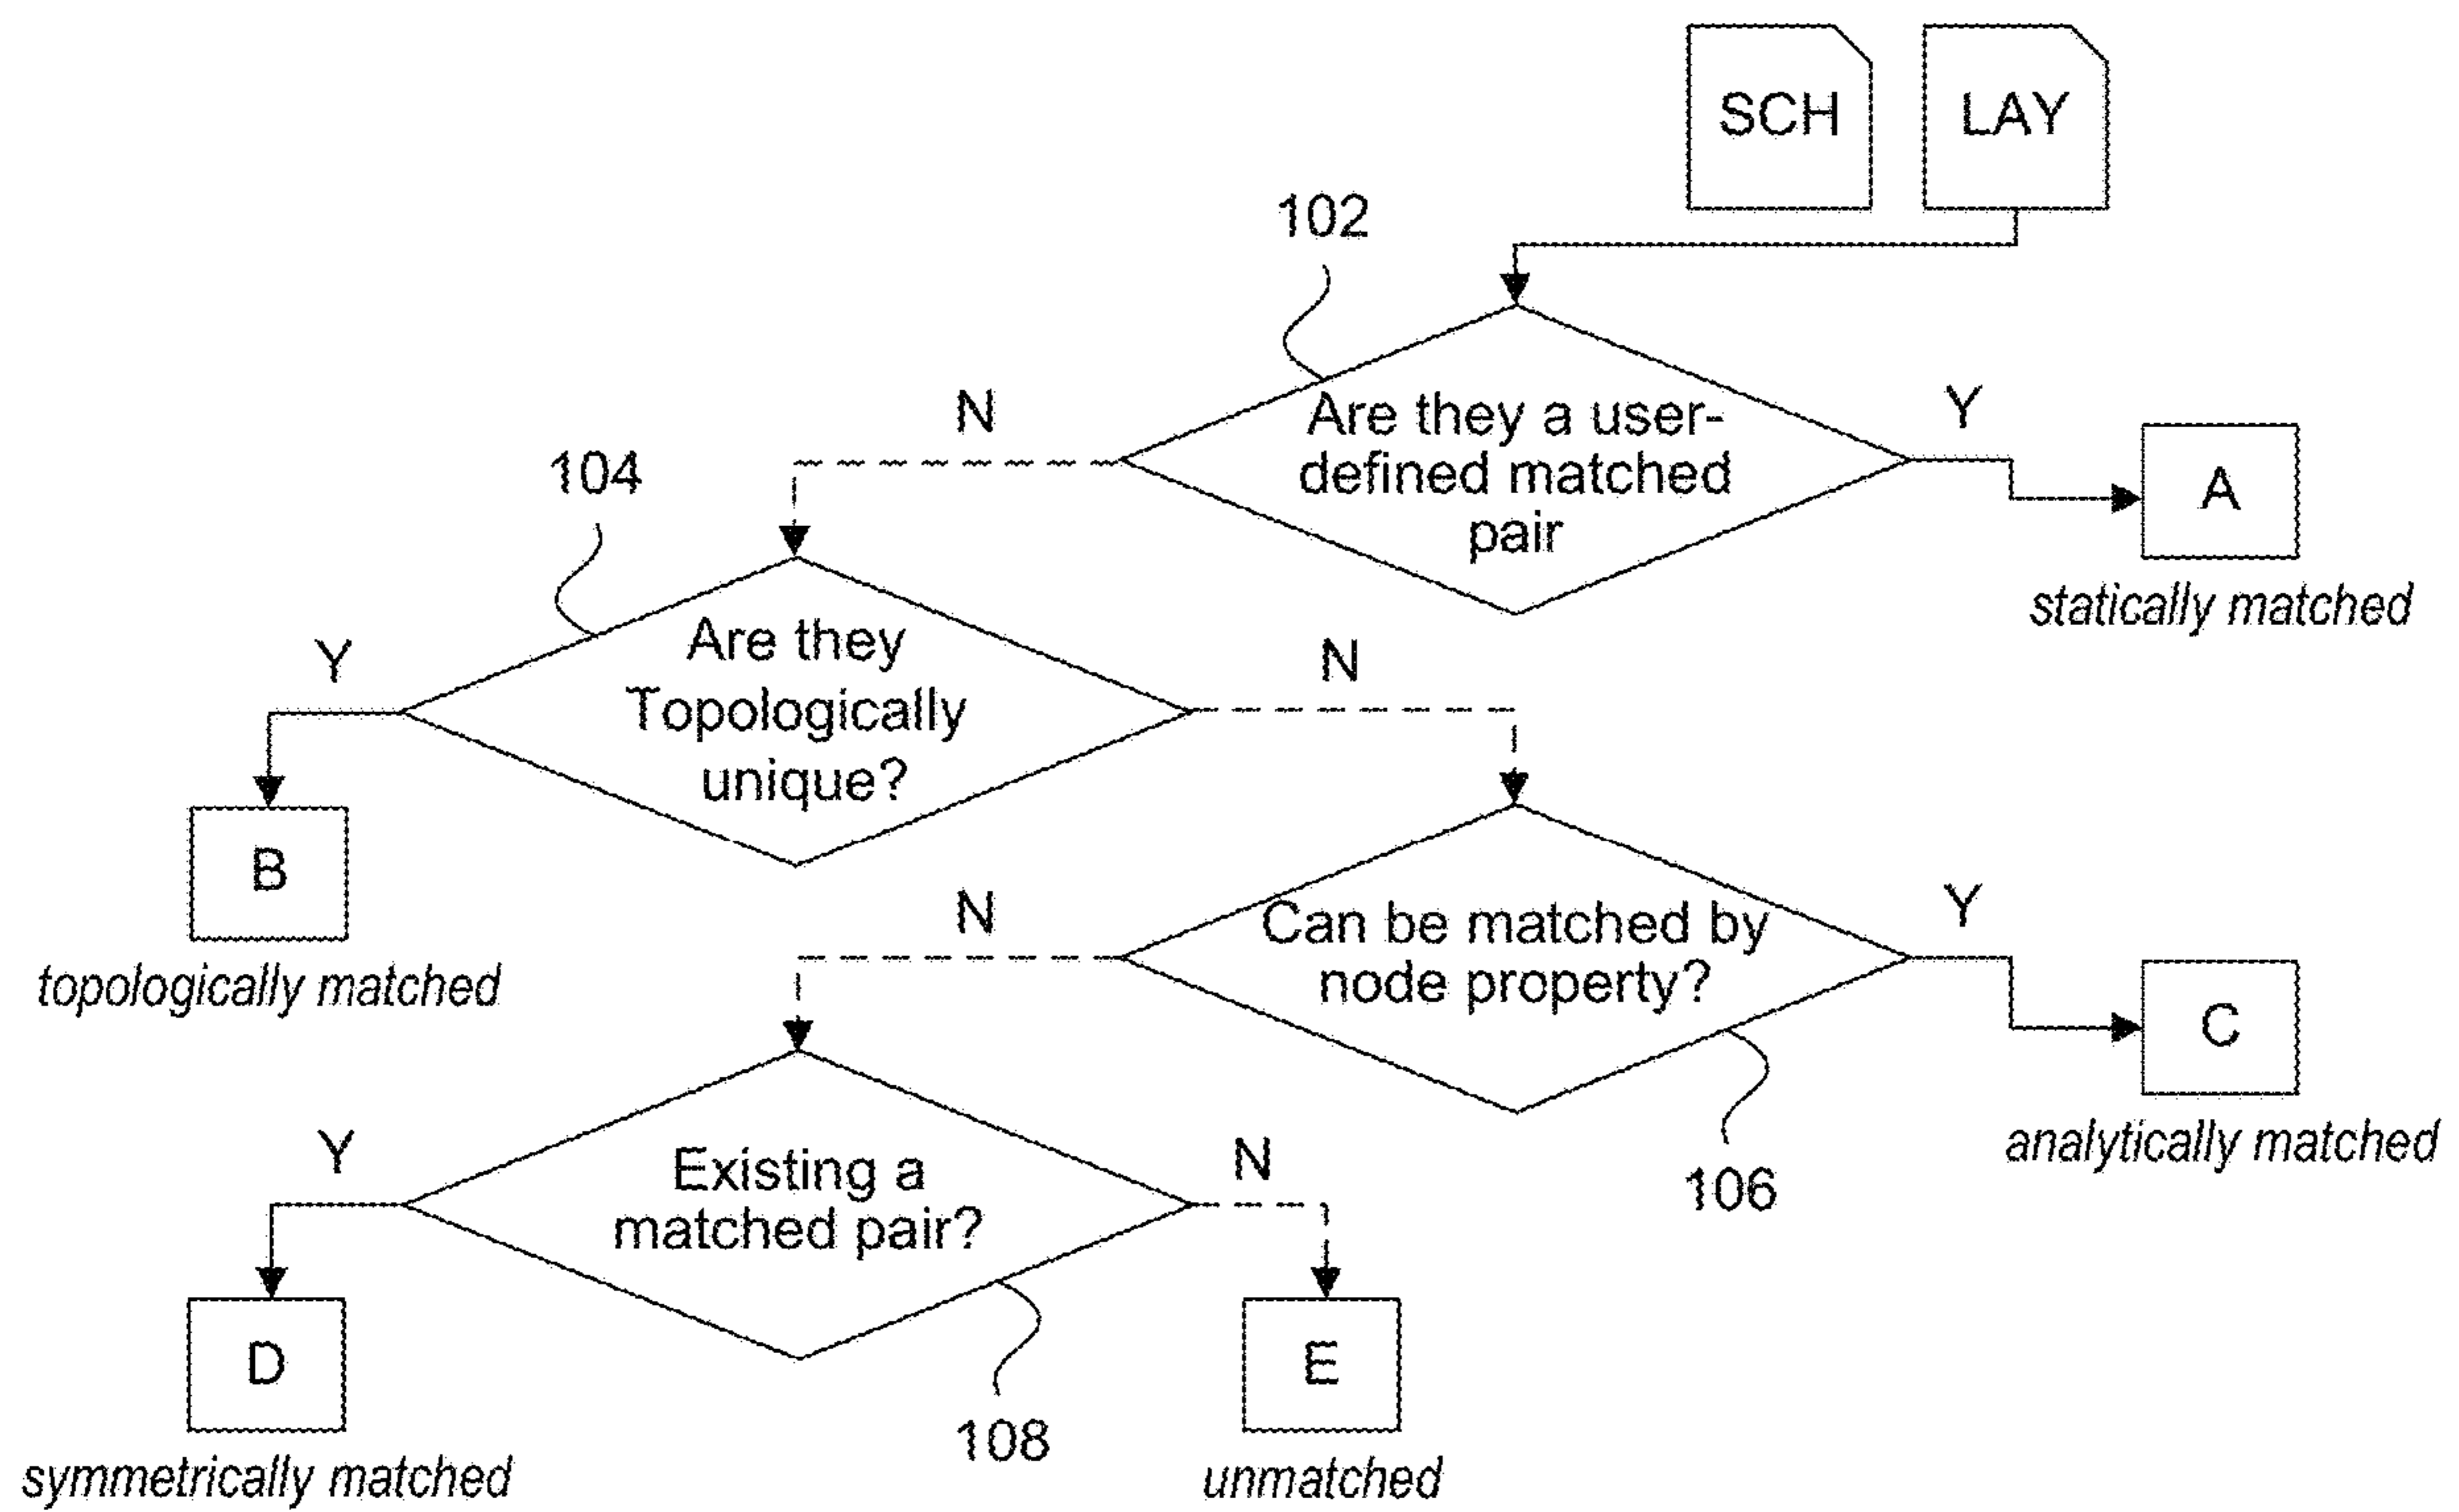 SCH
LAY
102
N
Are they a user-
defined matched
pair
Y
A
statically matched
104
Y
Are they
Topologically
unique?
N
B
topologically matched
N
Can be matched by
node property?
Y
C
analytically matched
106
Y
Existing a
matched pair?
N
D
symmetrically matched
108
E
unmatched